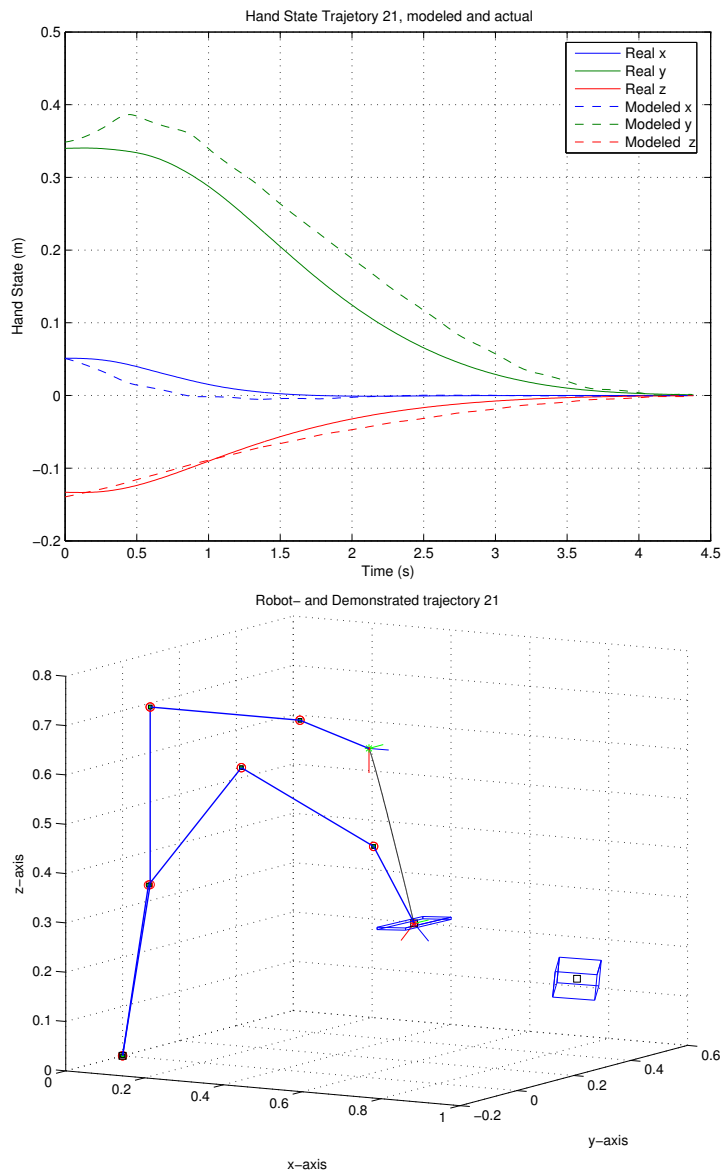 Hand State Trajetory 21, modeled and actual
0.5
0.4
0.3
0.2
0.1
0
−0.1
−0.2
Hand State (m)
Real x
Real y
Real z
Modeled x
Modeled y
Modeled z
0 0.5 1 1.5 2 2.5 3 3.5 4 4.5
Time (s)
Robot− and Demonstrated trajectory 21
0.8
0.7
0.6
0.5
0.4
0.3
0.2
0.1
0
z−axis
0 0.2 0.4 0.6 0.8 1
x−axis
−0.2 0 0.2 0.4 0.6
y−axis